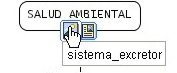 SALUD AMBIENTAL
sistema_excretor